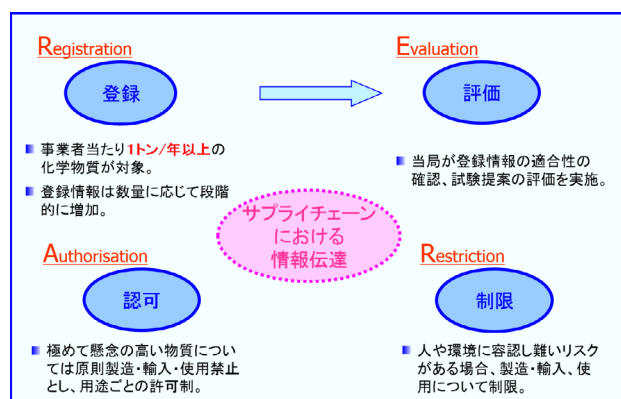 Registration
登録
■ 事業者当たり1トン/年以上の
化学物質が対象。
■ 登録情報は数量に応じて段階
的に増加。
Evaluation
評価
■ 当局が登録情報の適合性の
確認、試験提案の評価を実施。
サプライチェーン
における
情報伝達
Authorisation
認可
■ 極めて懸念の高い物質につい
ては原則製造・輸入・使用禁止
とし、用途ごとの許可制。
Restriction
制限
■ 人や環境に容認し難いリスク
がある場合、製造・輸入、使
用について制限。